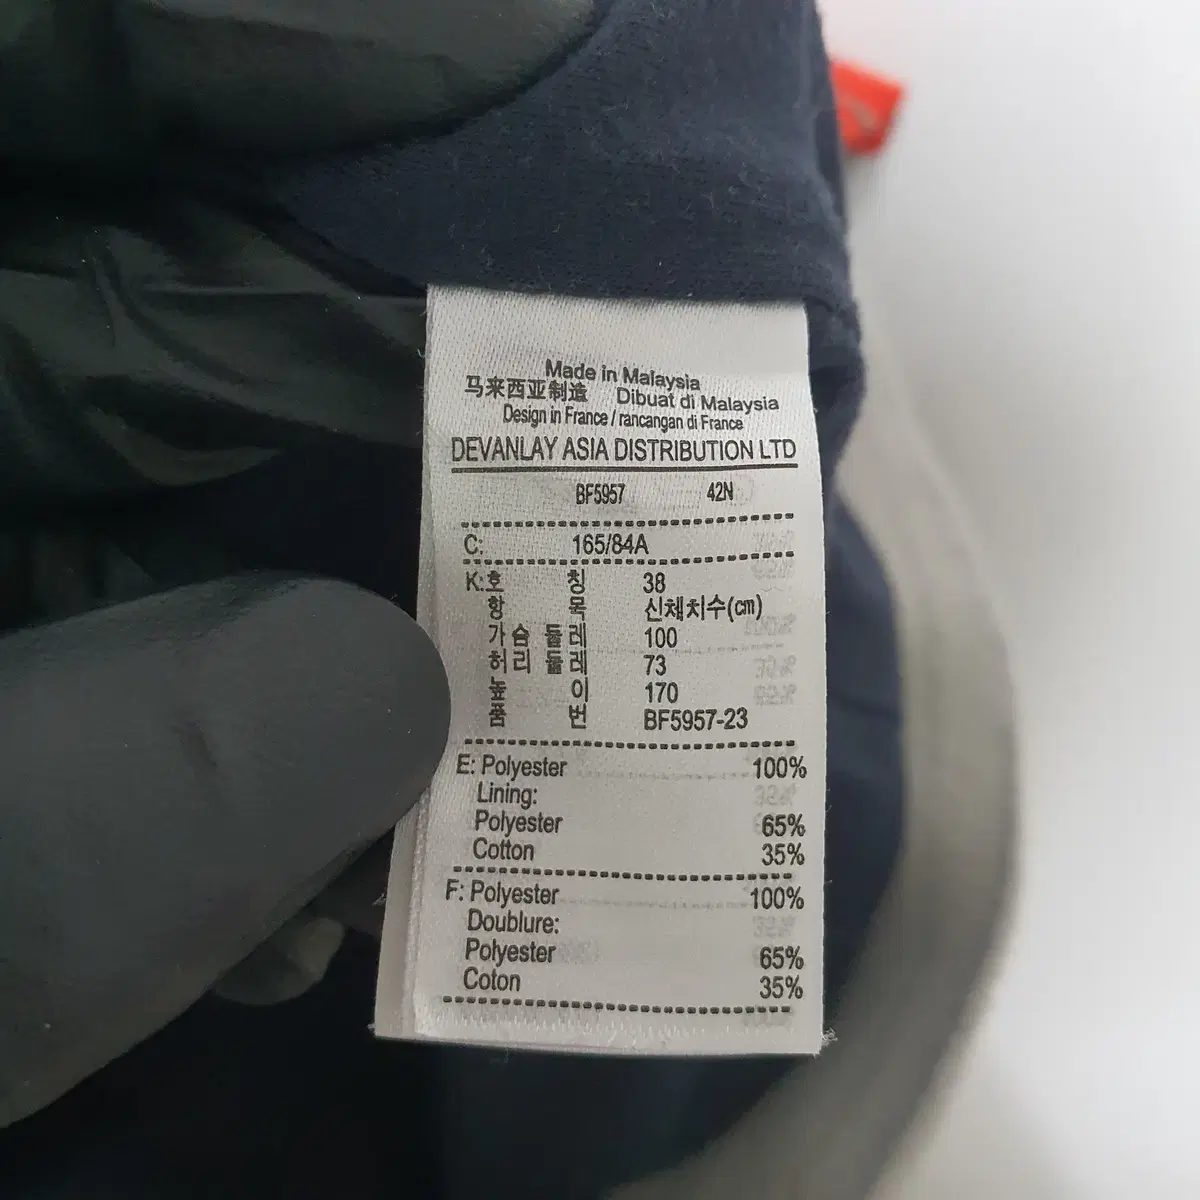 Made in Malaysia
马来西亚制造 Dibuat di Malaysia
Design in France / rancangan di France
DEVANLAY ASIA DISTRIBUTION LTD
BF5957 42N
C: 165/84A
K:호 칭 38
항 목 신체치수(㎝)
가슴 둘레 100
허리 둘레 73
높 이 170
품 번 BF5957-23
E: Polyester 100%
Lining:
Polyester 65%
Cotton 35%
F: Polyester 100%
Doublure:
Polyester 65%
Coton 35%